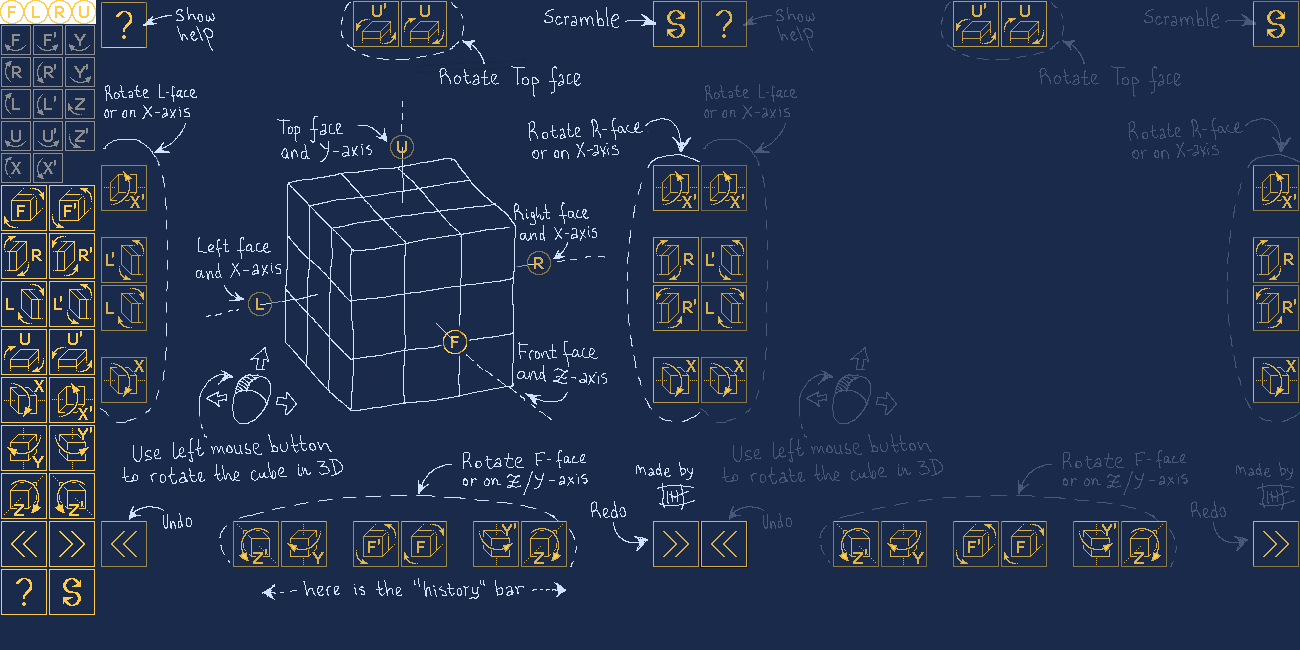 F L R U
F F' Y
R R' Y'
L L' Z
U U' Z'
X X'
F F'
R R'
L L'
U U'
X X'
Y Y'
Z Z'
<< >>
? S
?
Show
help
U' U
Rotate Top face
Scramble
S
Rotate L-face
or on X-axis
X'
L'
L
X
Top face
and Y-axis
U
Left face
and X-axis
L
Right face
and X-axis
R
F
Front face
and Z-axis
Rotate R-face
or on X-axis
X'
R
R'
X
Use left mouse button
to rotate the cube in 3D
Rotate F-face
or on Z/Y-axis
made by
Undo
<<
Z' Y F' F Y' Z
Redo
>>
here is the "history" bar
?
Show
help
U' U
Rotate Top face
Scramble
S
Rotate L-face
or on X-axis
X'
L'
L
X
Rotate R-face
or on X-axis
X'
R
R'
X
Use left mouse button
to rotate the cube in 3D
Rotate F-face
or on Z/Y-axis
made by
Undo
<<
Z' Y F' F Y' Z
Redo
>>